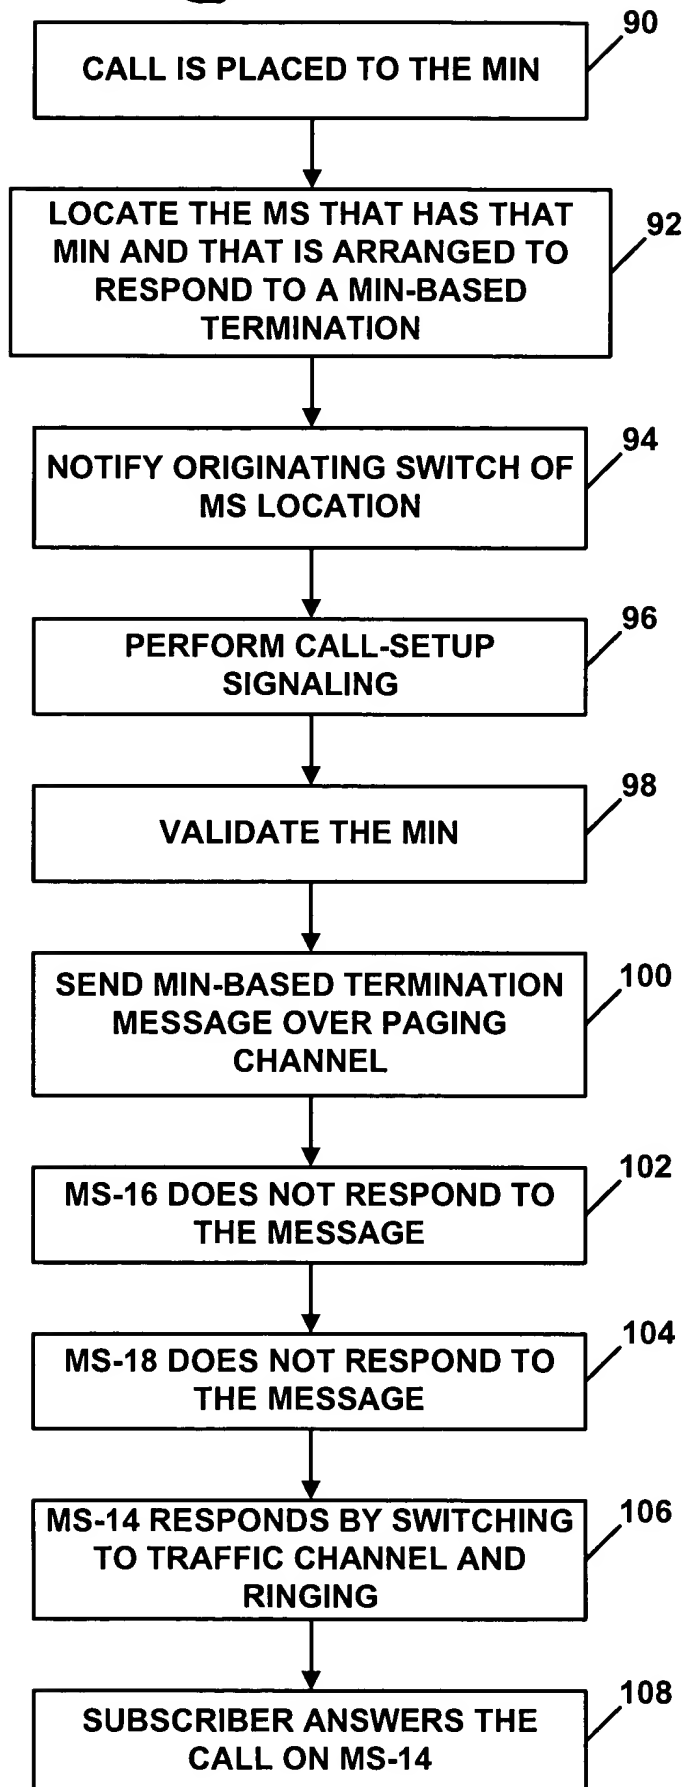 90
CALL IS PLACED TO THE MIN
LOCATE THE MS THAT HAS THAT
MIN AND THAT IS ARRANGED TO
RESPOND TO A MIN-BASED
TERMINATION
92
94
NOTIFY ORIGINATING SWITCH OF
MS LOCATION
96
PERFORM CALL-SETUP
SIGNALING
98
VALIDATE THE MIN
100
SEND MIN-BASED TERMINATION
MESSAGE OVER PAGING
CHANNEL
102
MS-16 DOES NOT RESPOND TO
THE MESSAGE
104
MS-18 DOES NOT RESPOND TO
THE MESSAGE
106
MS-14 RESPONDS BY SWITCHING
TO TRAFFIC CHANNEL AND
RINGING
108
SUBSCRIBER ANSWERS THE
CALL ON MS-14